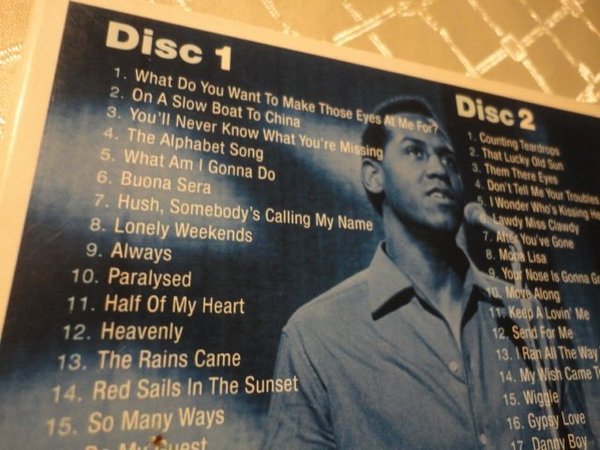 Disc 1
1. What Do You Want To Make Those Eyes At Me For?
2. On A Slow Boat To China
3. You'll Never Know What You're Missing
4. The Alphabet Song
5. What Am I Gonna Do
6. Buona Sera
7. Hush, Somebody's Calling My Name
8. Lonely Weekends
9. Always
10. Paralysed
11. Half Of My Heart
12. Heavenly
13. The Rains Came
14. Red Sails In The Sunset
15. So Many Ways
Be My Guest
Disc 2
1. Counting Teardrops
2. That Lucky Old Sun
3. Them There Eyes
4. Don't Tell Me Your Troubles
5. I Wonder Who's Kissing He
6. Lawdy Miss Clawdy
7. After You've Gone
8. Mona Lisa
9. Your Nose Is Gonna Gr
10. Move Along
11. Keep A Lovin' Me
12. Send For Me
13. I Ran All The Way
14. My Wish Came T
15. Wiggle
16. Gypsy Love
17. Danny Boy